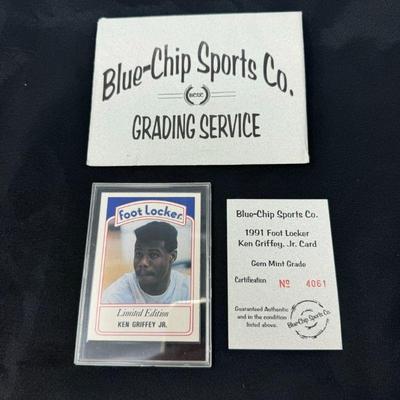 Blue-Chip Sports Co.
BCSC
GRADING SERVICE
Foot Locker
Limited Edition
KEN GRIFFEY JR.
Blue-Chip Sports Co.
1991 Foot Locker
Ken Griffey, Jr. Card
Gem Mint Grade
Certification Nº 4061
Guaranteed Authentic
and in the condition
listed above.
Blue-Chip Sports Co.